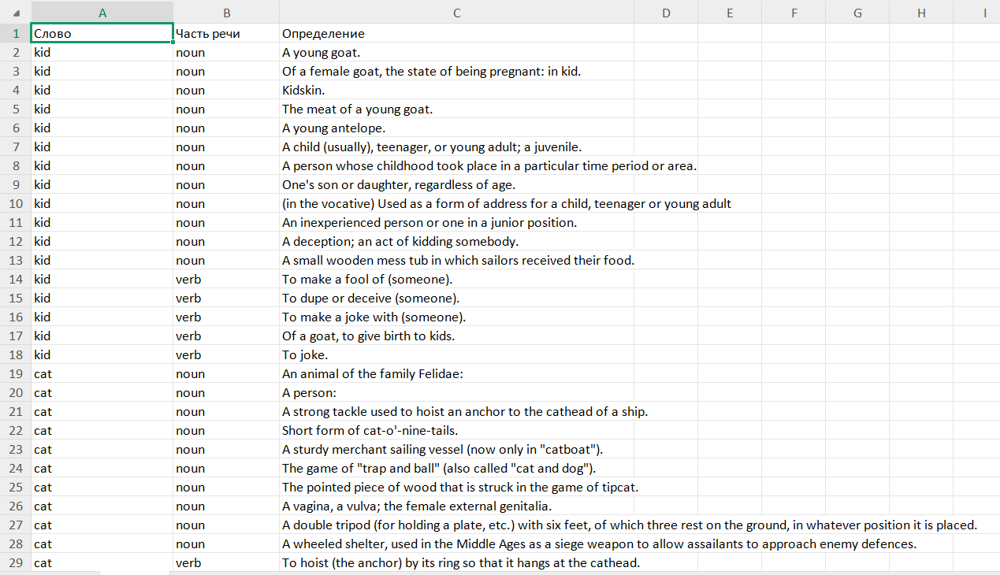 A B C D E F G H I
1 Слово Часть речи Определение
2 kid noun A young goat.
3 kid noun Of a female goat, the state of being pregnant: in kid.
4 kid noun Kidskin.
5 kid noun The meat of a young goat.
6 kid noun A young antelope.
7 kid noun A child (usually), teenager, or young adult; a juvenile.
8 kid noun A person whose childhood took place in a particular time period or area.
9 kid noun One's son or daughter, regardless of age.
10 kid noun (in the vocative) Used as a form of address for a child, teenager or young adult
11 kid noun An inexperienced person or one in a junior position.
12 kid noun A deception; an act of kidding somebody.
13 kid noun A small wooden mess tub in which sailors received their food.
14 kid verb To make a fool of (someone).
15 kid verb To dupe or deceive (someone).
16 kid verb To make a joke with (someone).
17 kid verb Of a goat, to give birth to kids.
18 kid verb To joke.
19 cat noun An animal of the family Felidae:
20 cat noun A person:
21 cat noun A strong tackle used to hoist an anchor to the cathead of a ship.
22 cat noun Short form of cat-o'-nine-tails.
23 cat noun A sturdy merchant sailing vessel (now only in "catboat").
24 cat noun The game of "trap and ball" (also called "cat and dog").
25 cat noun The pointed piece of wood that is struck in the game of tipcat.
26 cat noun A vagina, a vulva; the female external genitalia.
27 cat noun A double tripod (for holding a plate, etc.) with six feet, of which three rest on the ground, in whatever position it is placed.
28 cat noun A wheeled shelter, used in the Middle Ages as a siege weapon to allow assailants to approach enemy defences.
29 cat verb To hoist (the anchor) by its ring so that it hangs at the cathead.